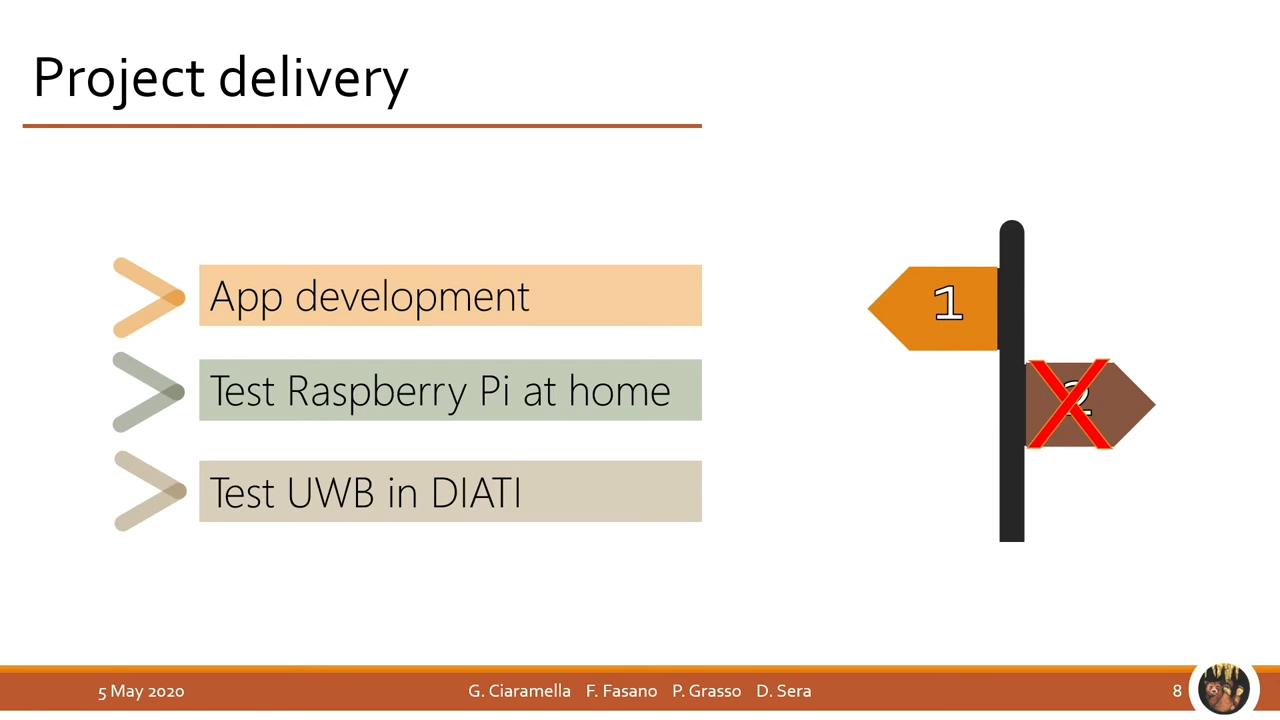 Project delivery
App development
1
Test Raspberry Pi at home
2
Test UWB in DIATI
5 May 2020
G. Ciaramella F. Fasano P. Grasso D. Sera
8